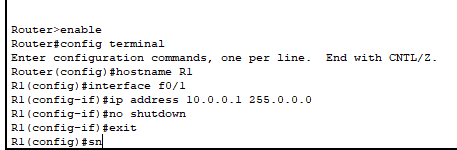 Router>enable
Router#config terminal
Enter configuration commands, one per line.  End with CNTL/Z.
Router(config)#hostname R1
R1(config)#interface f0/1
R1(config-if)#ip address 10.0.0.1 255.0.0.0
R1(config-if)#no shutdown
R1(config-if)#exit
R1(config)#sn